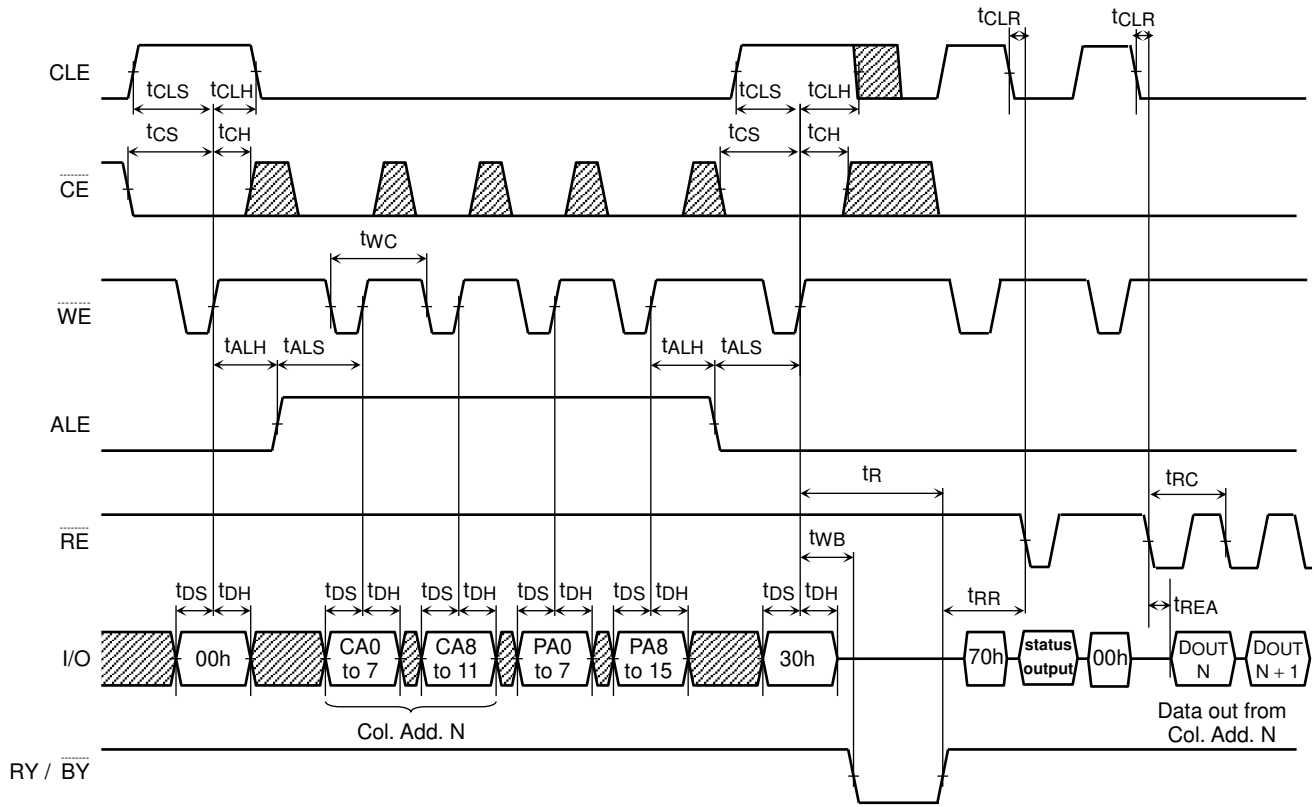 tCLR tCLR
CLE
tCLS tCLH tCLS tCLH
tCS tCH tCS tCH
CE
tWC
WE
tALH tALS tALH tALS
ALE
tR
tRC
RE
tWB
tDS tDH tDS tDH tDS tDH tDS tDH tDS tDH tDS tDH
tRR
tREA
I/O
00h
CA0
to 7
CA8
to 11
PA0
to 7
PA8
to 15
30h
70h
status
output
00h
DOUT
N
DOUT
N + 1
Col. Add. N
Data out from
Col. Add. N
RY / BY